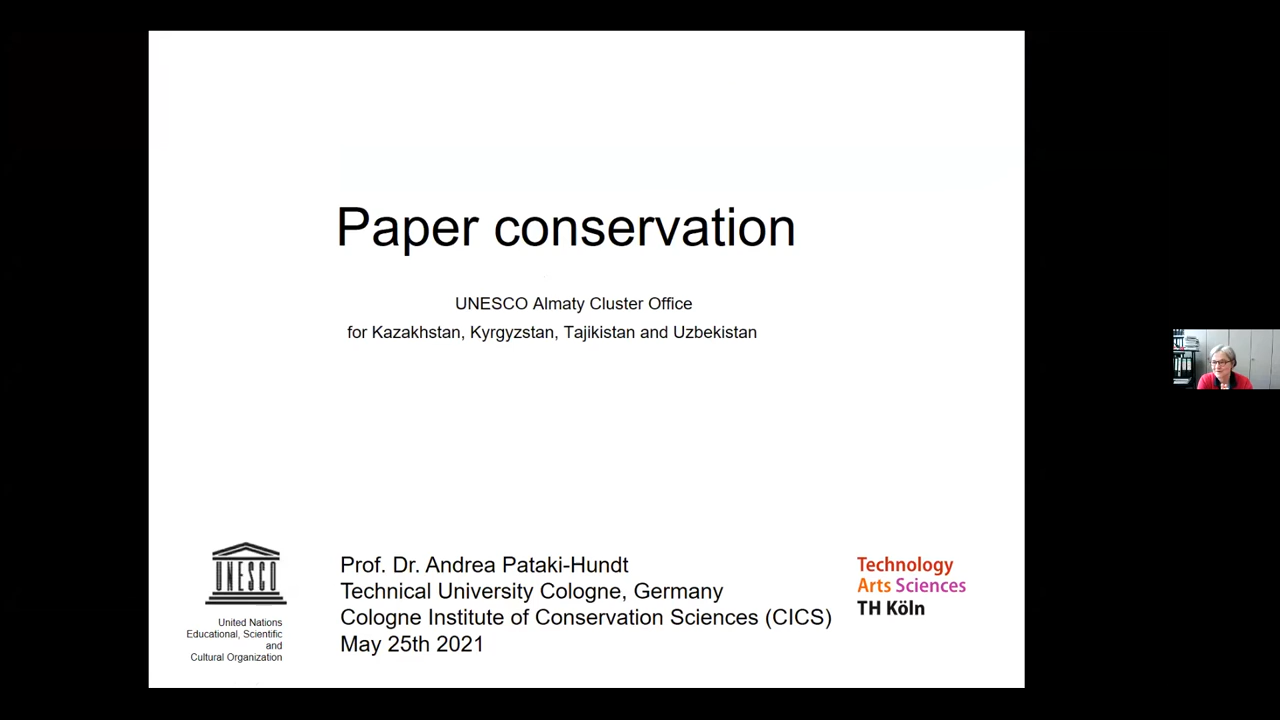 Paper conservation
UNESCO Almaty Cluster Office
for Kazakhstan, Kyrgyzstan, Tajikistan and Uzbekistan
UNESCO
United Nations
Educational, Scientific
and
Cultural Organization
Prof. Dr. Andrea Pataki-Hundt
Technical University Cologne, Germany
Cologne Institute of Conservation Sciences (CICS)
May 25th 2021
Technology
Arts Sciences
TH Köln